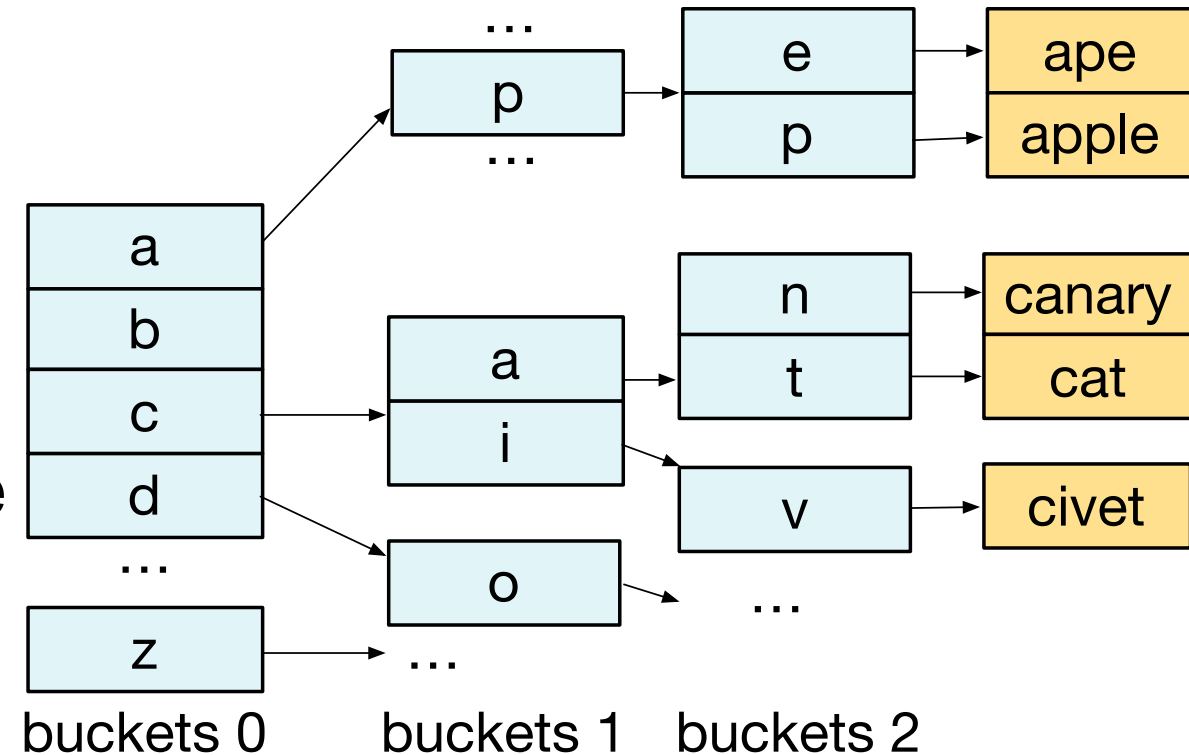 ...
p
...
e
p
ape
apple
a
b
c
d
...
z
a
i
n
t
canary
cat
v
civet
o
...
...
e
buckets 0
buckets 1
buckets 2